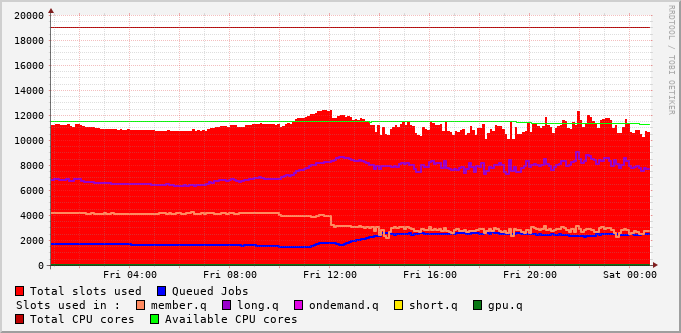 20000
18000
16000
14000
12000
10000
8000
6000
4000
2000
0
Fri 04:00 Fri 08:00 Fri 12:00 Fri 16:00 Fri 20:00 Sat 00:00
Total slots used Queued Jobs
Slots used in : member.q long.q ondemand.q short.q gpu.q
Total CPU cores Available CPU cores
RRDTOOL / TOBI OETIKER